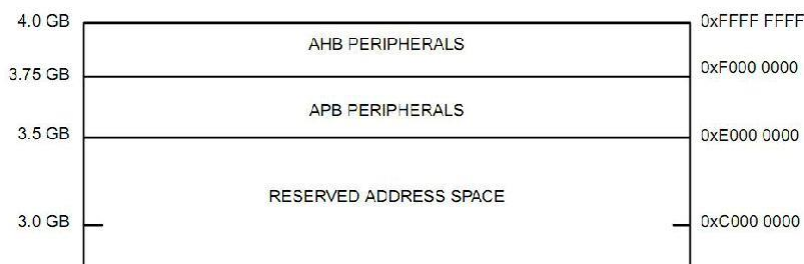 4.0 GB 0xFFFF FFFF
AHB PERIPHERALS
3.75 GB 0xF000 0000
APB PERIPHERALS
3.5 GB 0xE000 0000
RESERVED ADDRESS SPACE
3.0 GB 0xC000 0000